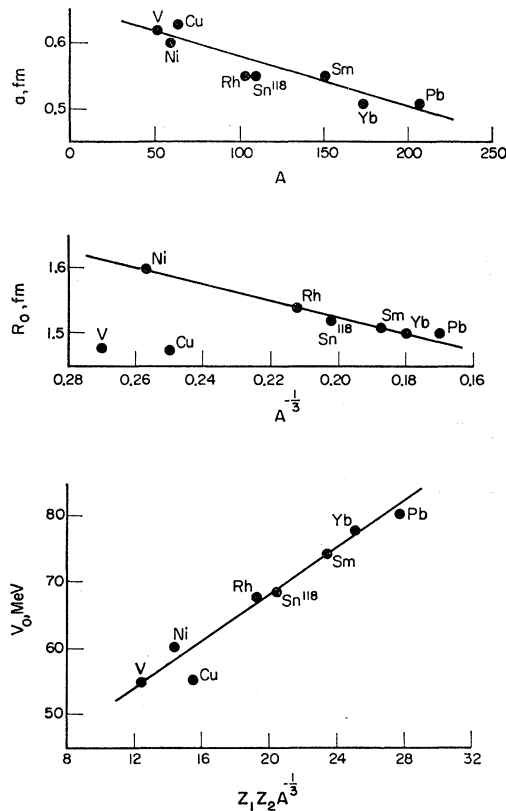 V
Cu
0.6
Ni
a, fm
Rh
Sn¹¹⁸
Sm
Pb
0.5
Yb
0 50 100 150 200 250
A
Ni
1.6
R₀, fm
Rh
Sm
Yb
Pb
118
Sn
1.5
V
Cu
0.28 0.26 0.24 0.22 0.20 0.18 0.16
A^{-1/3}
80
Yb
Pb
Sm
V₀, MeV
70
Rh
Sn¹¹⁸
60
Ni
V
Cu
50
8 12 16 20 24 28 32
Z₁Z₂A^{-1/3}